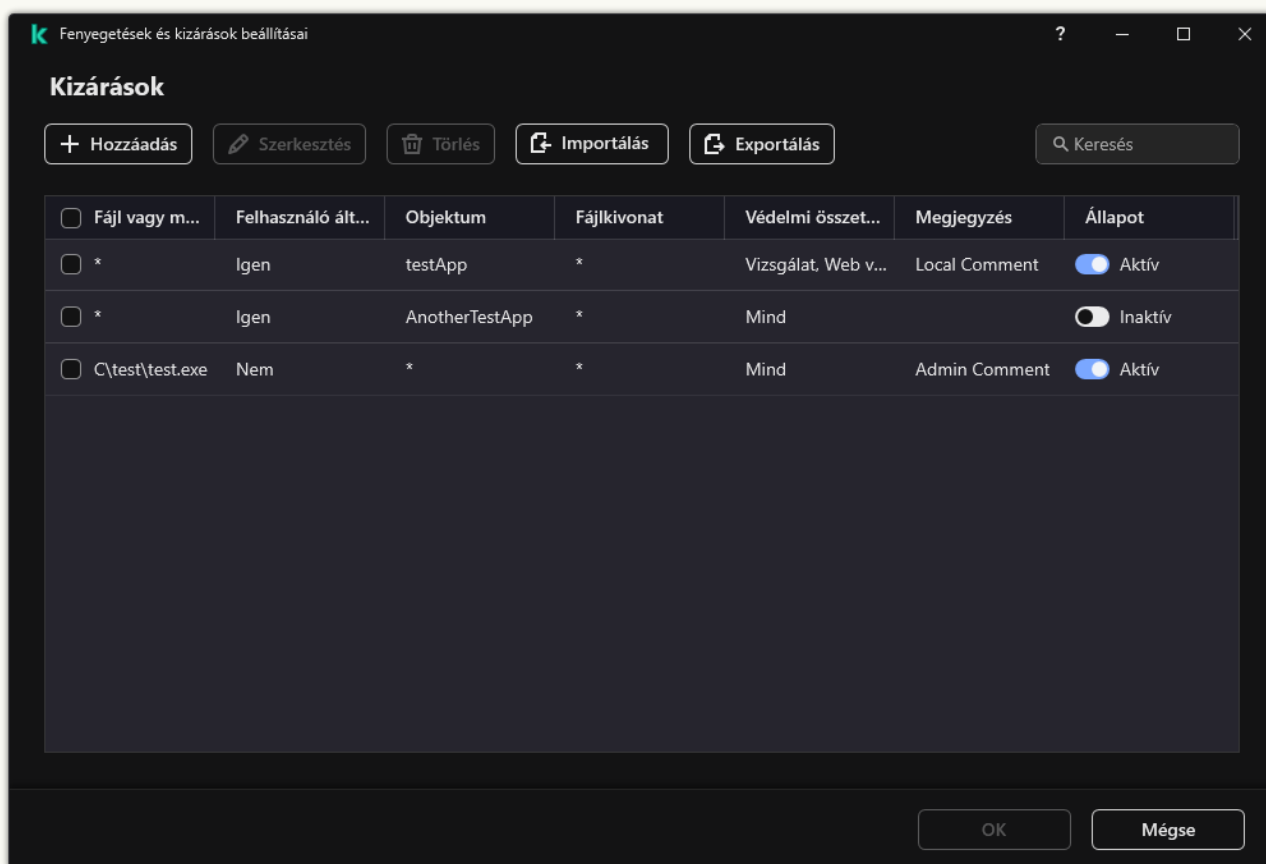 Fenyegetések és kizárások beállításai ?
Kizárások
Hozzáadás Szerkesztés Törlés Importálás Exportálás Keresés
Fájl vagy m... Felhasználó ált... Objektum Fájlkivonat Védelmi összet... Megjegyzés Állapot
* Igen testApp * Vizsgálat, Web v... Local Comment Aktív
* Igen AnotherTestApp * Mind Inaktív
C\test\test.exe Nem * * Mind Admin Comment Aktív
OK Mégse